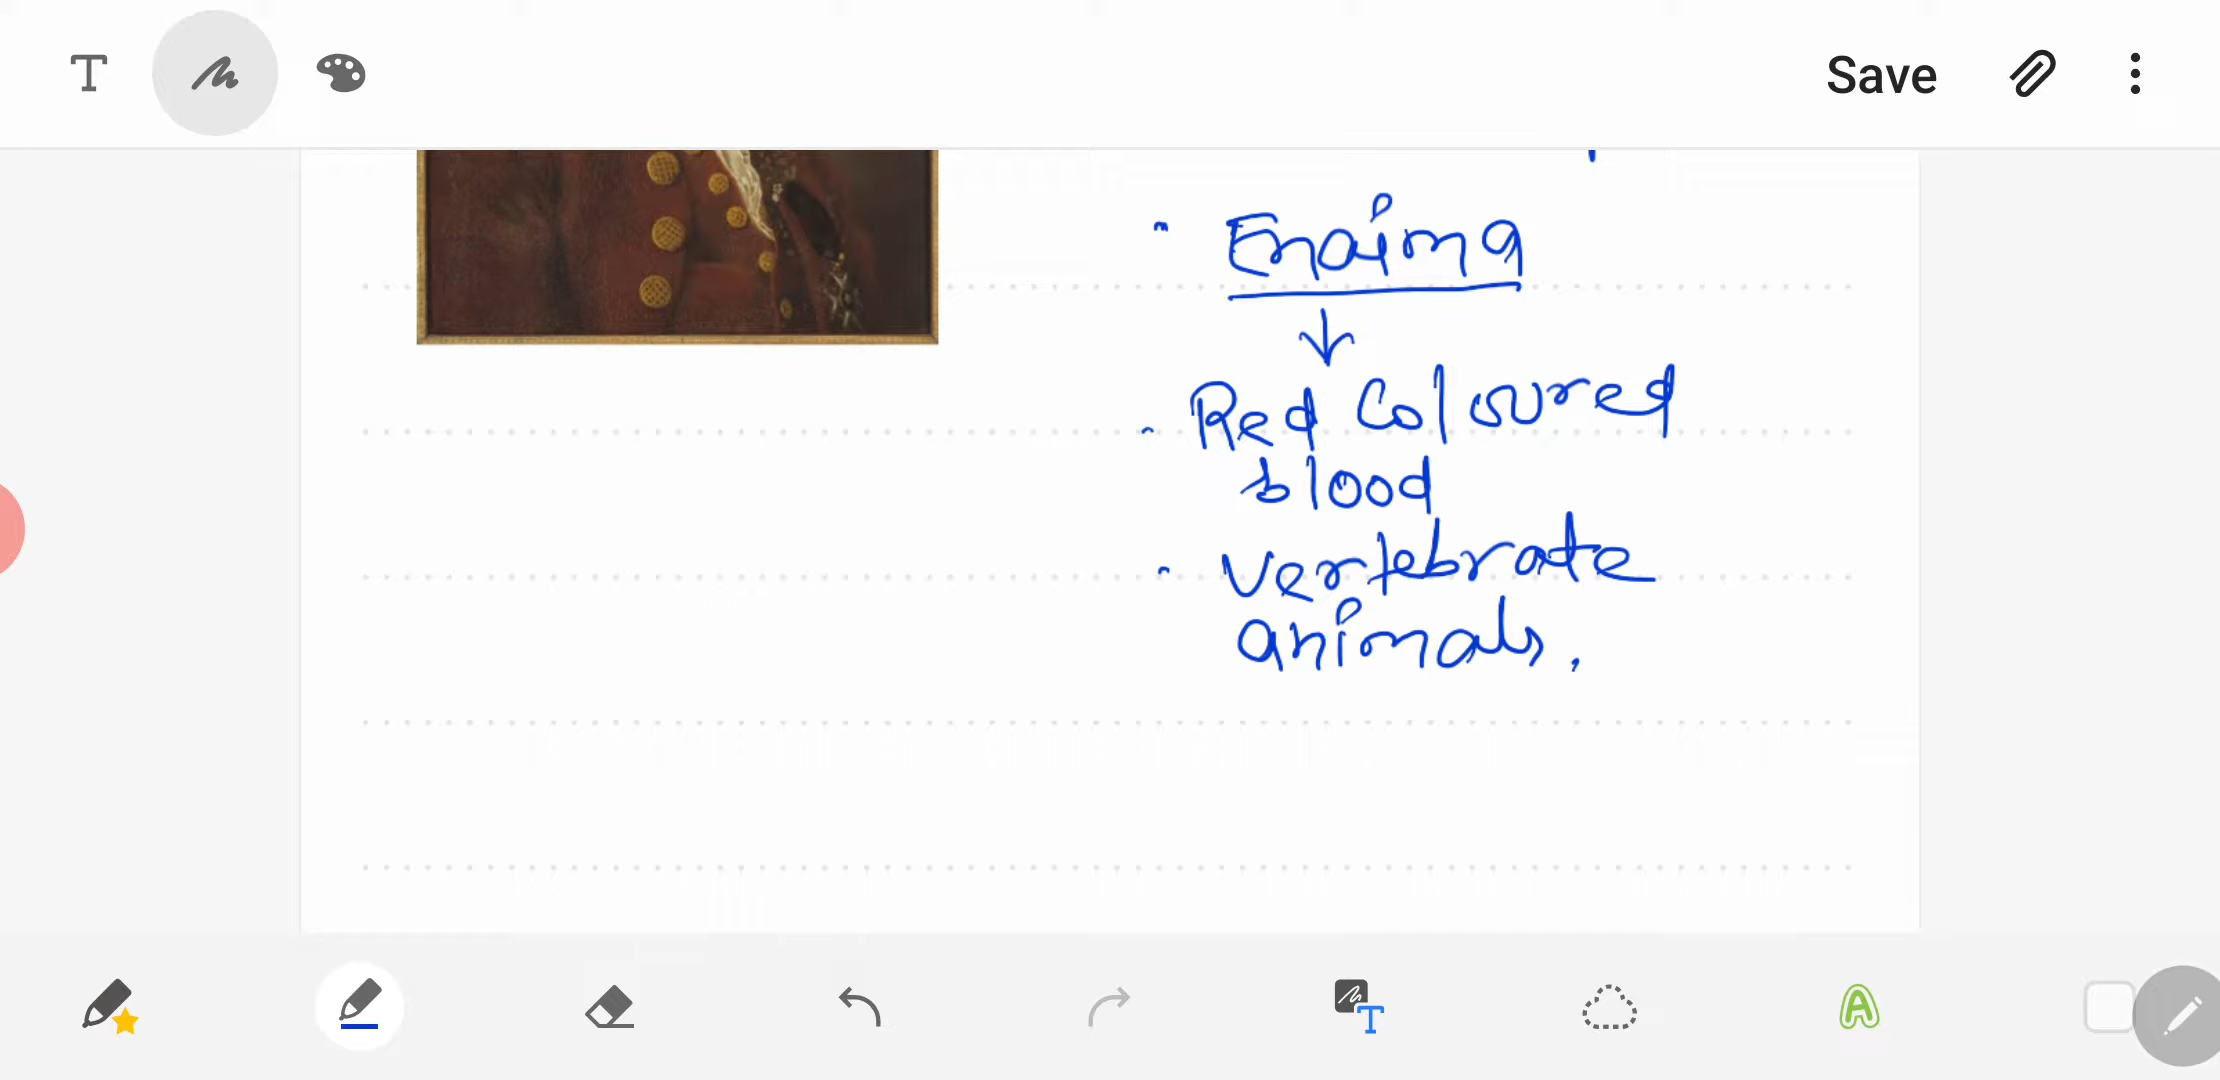 Save
Enaima
Red Coloured
blood
Vertebrate
animals.